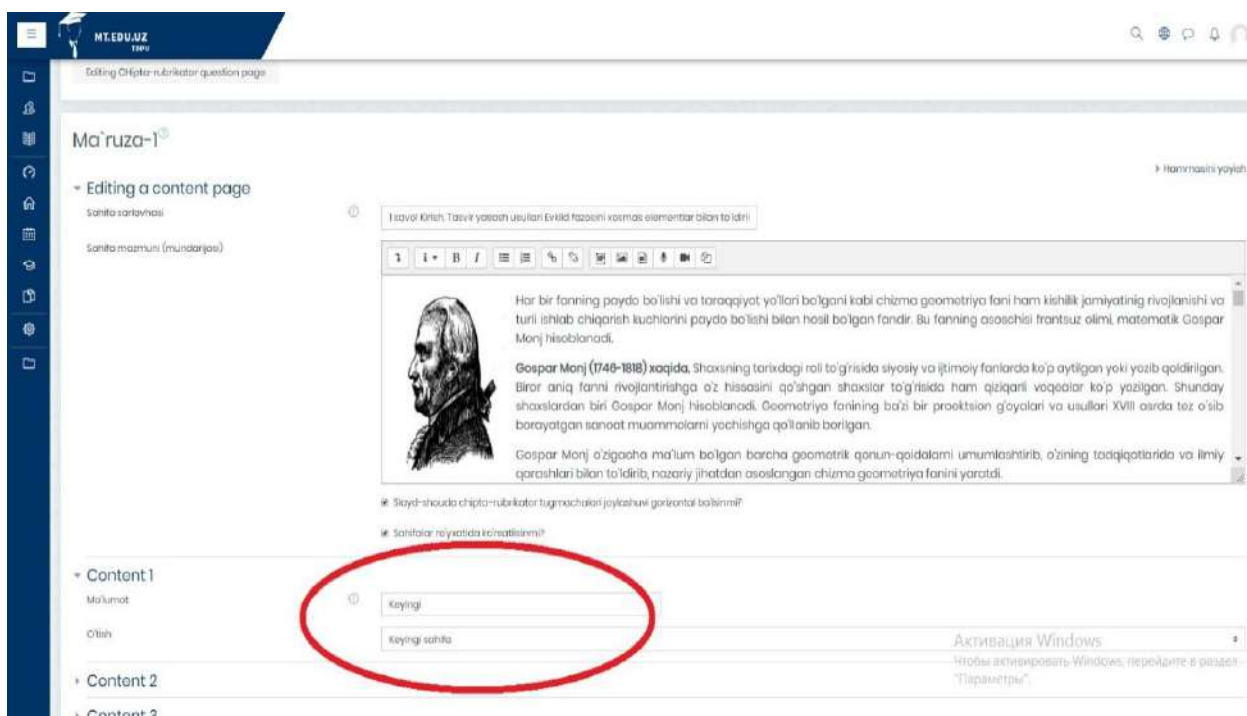 MT.EDU.UZ
TSPU
Editing CHipta-rubrikator question page
Ma`ruza-1
Hammasini yoyish
Editing a content page
Sahifa sarlavhasi
1 savol Kirish. Tasvir yasash usullari Evklid fazosini xosmas elementlar bilan to'ldiri
Sahifa mazmuni (mundarijasi)
Har bir fanning paydo bo'lishi va taraqqiyot yo'llari bo'lgani kabi chizma geometriya fani ham kishilik jamiyatinig rivojlanishi va
turli ishlab chiqarish kuchlarini paydo bo'lishi bilan hosil bo'lgan fandir. Bu fanning asoschisi frantsuz olimi, matematik Gaspar
Monj hisoblanadi.
Gaspar Monj (1746-1818) xaqida, Shaxsning tarixdagi roli to'g'risida siyosiy va ijtimoiy fanlarda ko'p aytilgan yoki yozib qoldirilgan.
Biror aniq fanni rivojlantirishga o'z hissasini qo'shgan shaxslar to'g'risida ham qiziqarli voqealar ko'p yozilgan. Shunday
shaxslardan biri Gaspar Monj hisoblanadi. Geometriya fanining ba'zi bir proektsion g'oyalari va usullari XVIII asrda tez o'sib
borayotgan sanoat muammolarni yechishga qo'llanib borilgan.
Gaspar Monj o'zigacha ma'lum bo'lgan barcha geometrik qonun-qoidalarni umumlashtirib, o'zining tadqiqotlarida va ilmiy
qarashlari bilan to'ldirib, nazariy jihatdan asoslangan chizma geometriya fanini yaratdi.
Slayd-shouda chipta-rubrikator tugmachalari joylashuvi gorizontal bo'lsinmi?
Sahifalar ro'yxatida ko'rsatilsinmi?
Content 1
Ma'lumot
Keyingi
O'tish
Keyingi sahifa
Активация Windows
Чтобы активировать Windows, перейдите в раздел
"Параметры".
Content 2
Content 3